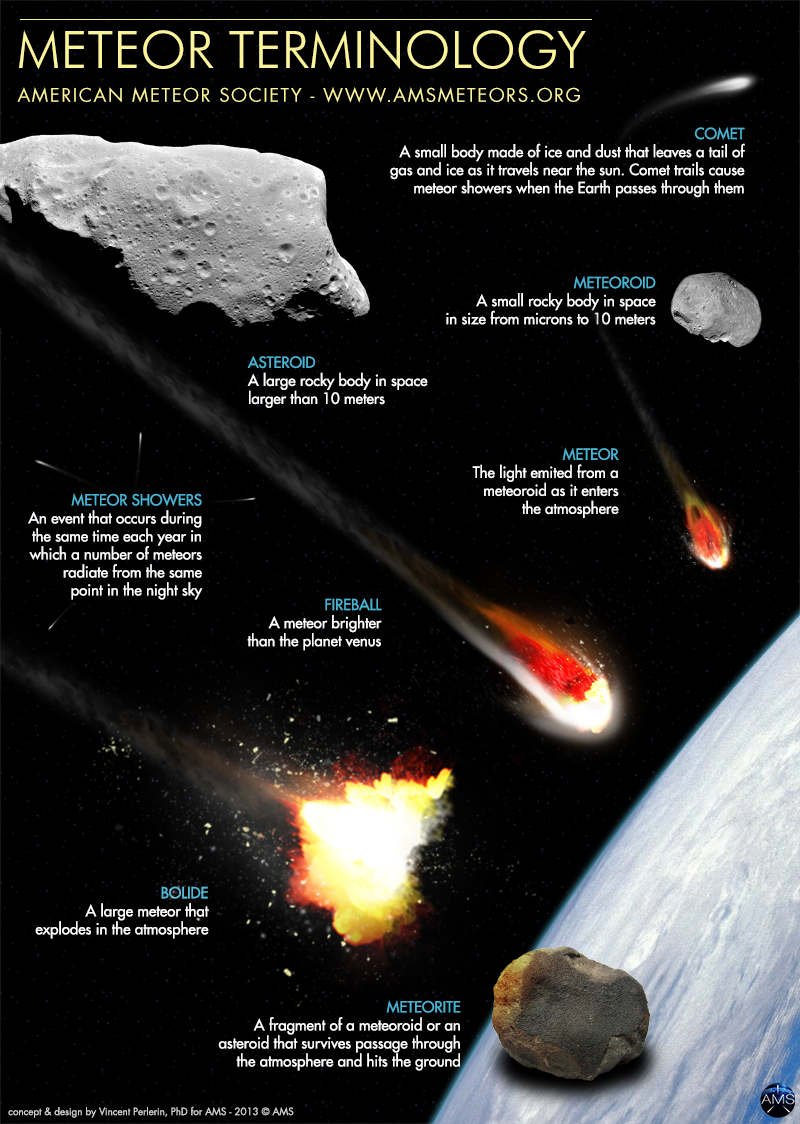 METEOR TERMINOLOGY
AMERICAN METEOR SOCIETY - WWW.AMSMETEORS.ORG
COMET
A small body made of ice and dust that leaves a tail of
gas and ice as it travels near the sun. Comet trails cause
meteor showers when the Earth passes through them
METEOROID
A small rocky body in space
in size from microns to 10 meters
ASTEROID
A large rocky body in space
larger than 10 meters
METEOR
The light emited from a
meteoroid as it enters
the atmosphere
METEOR SHOWERS
An event that occurs during
the same time each year in
which a number of meteors
radiate from the same
point in the night sky
FIREBALL
A meteor brighter
than the planet venus
BOLIDE
A large meteor that
explodes in the atmosphere
METEORITE
A fragment of a meteoroid or an
asteroid that survives passage through
the atmosphere and hits the ground
concept & design by Vincent Perlerin, PhD for AMS - 2013 © AMS
AMS